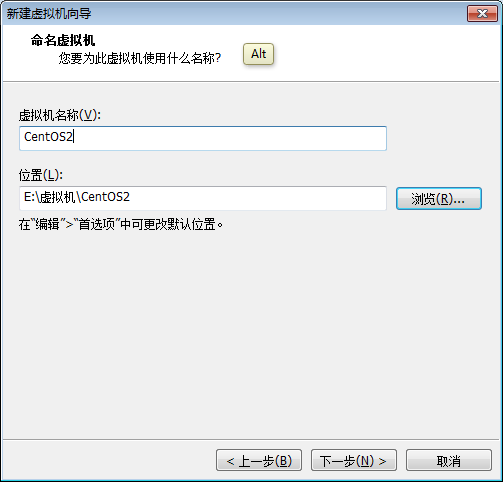 新建虚拟机向导
命名虚拟机
您要为此虚拟机使用什么名称?
Alt
虚拟机名称(V):
CentOS2
位置(L):
E:\虚拟机\CentOS2
浏览(R)...
在“编辑”>“首选项”中可更改默认位置。
< 上一步(B)
下一步(N) >
取消